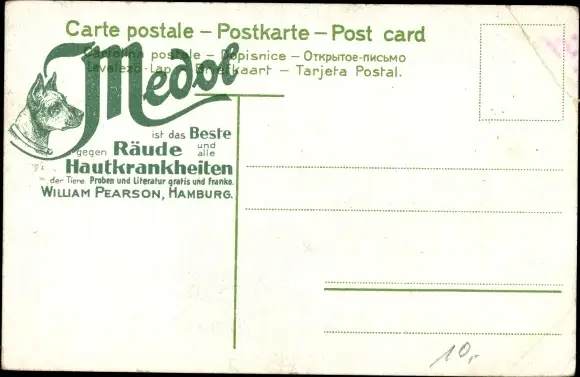 Carte postale – Postkarte – Post card
Cartolina postale – Dopisnice – Открытое-письмо
Levelezo-Lap – Briefkaart – Tarjeta Postal.
Medol
ist das Beste
gegen Räude und alle
Hautkrankheiten
der Tiere. Proben und Literatur gratis und Franko.
WILLIAM PEARSON, HAMBURG.
10,-